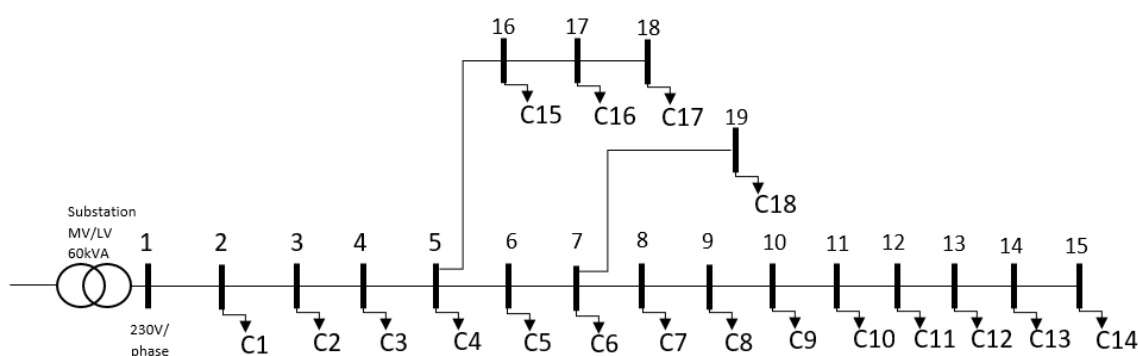 16 17 18
C15 C16 C17
19
C18
Substation
MV/LV
60kVA
1 2 3 4 5 6 7 8 9 10 11 12 13 14 15
230V/
phase
C1 C2 C3 C4 C5 C6 C7 C8 C9 C10 C11 C12 C13 C14